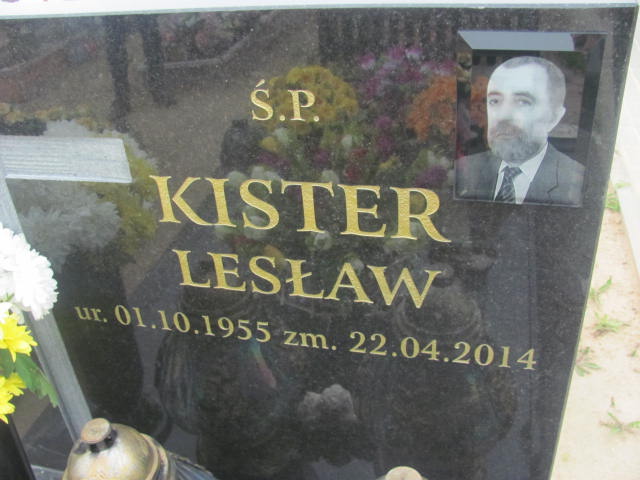 Ś.P.
KISTER
LESŁAW
ur. 01.10.1955 zm. 22.04.2014